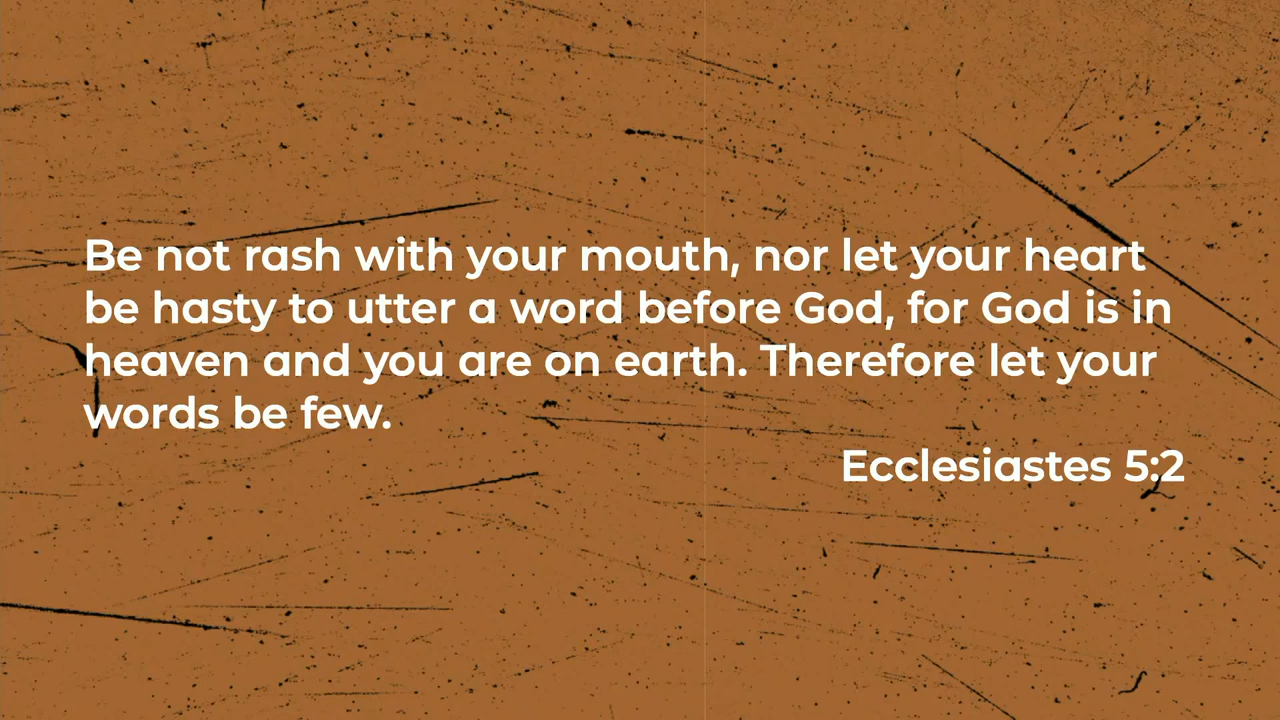 Be not rash with your mouth, nor let your heart
be hasty to utter a word before God, for God is in
heaven and you are on earth. Therefore let your
words be few.
Ecclesiastes 5:2